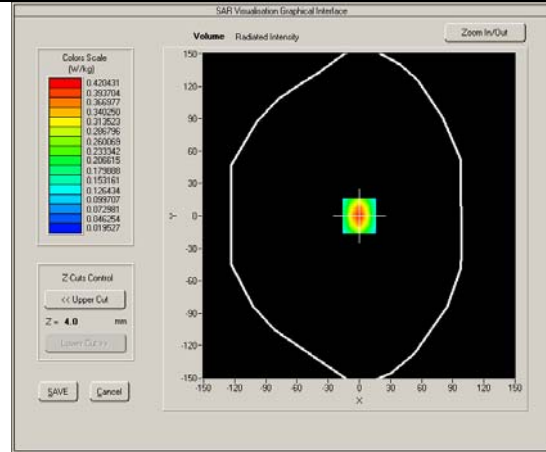 SAR Visualisation Graphical Interface
Volume Radiated Intensity
Zoom In/Out
Colors Scale
(W/kg)
0.420431
0.393704
0.366977
0.340250
0.313523
0.286796
0.260069
0.233342
0.206615
0.179888
0.153161
0.126434
0.099707
0.072981
0.046254
0.019527
Z-Cuts Control
<< Upper Cut
Z = 4.0 mm
Lower Cut >>
SAVE
Cancel
150-
120-
90-
60-
30-
0-
-30-
-60-
-90-
-120-
-150-
Y
-150 -120 -90 -60 -30 0 30 60 90 120 150
X